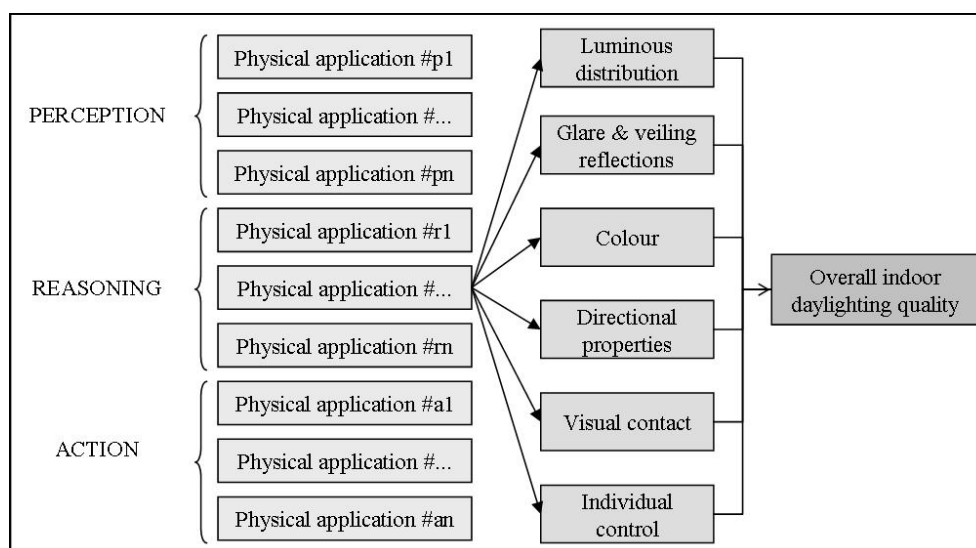 PERCEPTION
Physical application #p1
Physical application #...
Physical application #pn
REASONING
Physical application #r1
Physical application #...
Physical application #rn
ACTION
Physical application #a1
Physical application #...
Physical application #an
Luminous
distribution
Glare & veiling
reflections
Colour
Directional
properties
Visual contact
Individual
control
Overall indoor
daylighting quality